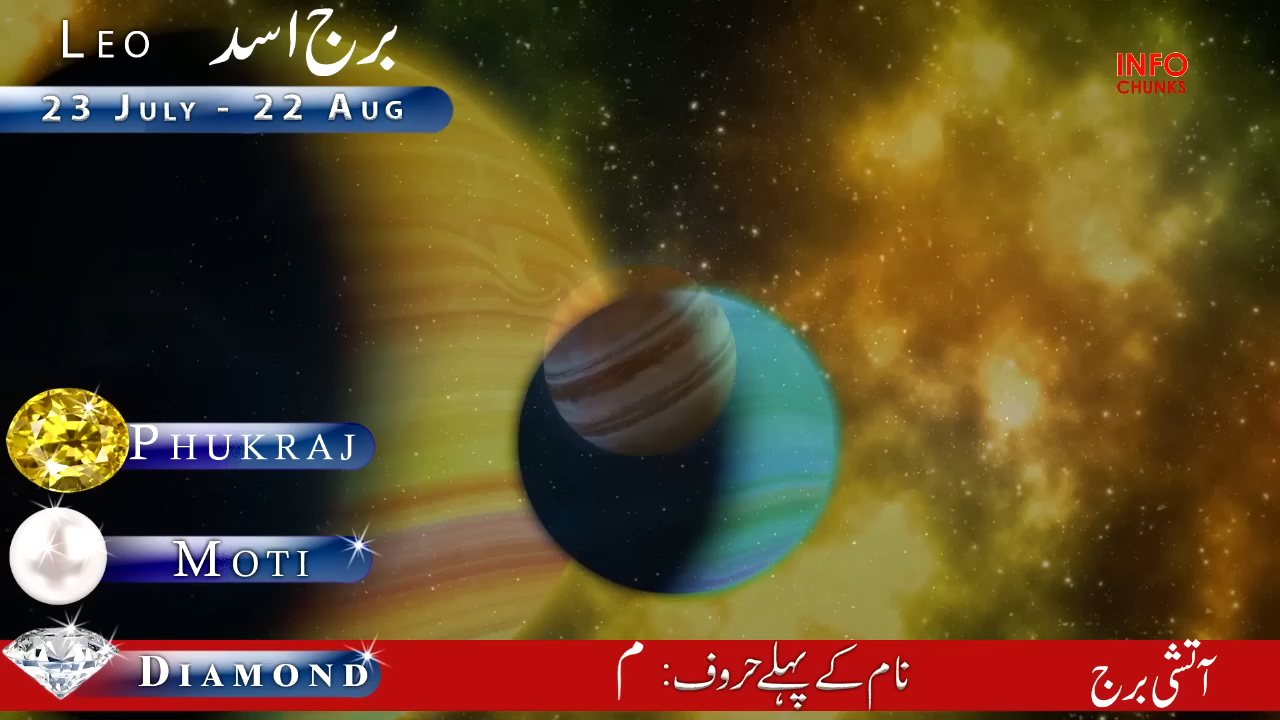 LEO برج اسد
INFO
CHUNKS
23 JULY - 22 AUG
PHUKRAJ
MOTI
DIAMOND
نام کے پہلے حروف: م
آتشی برج